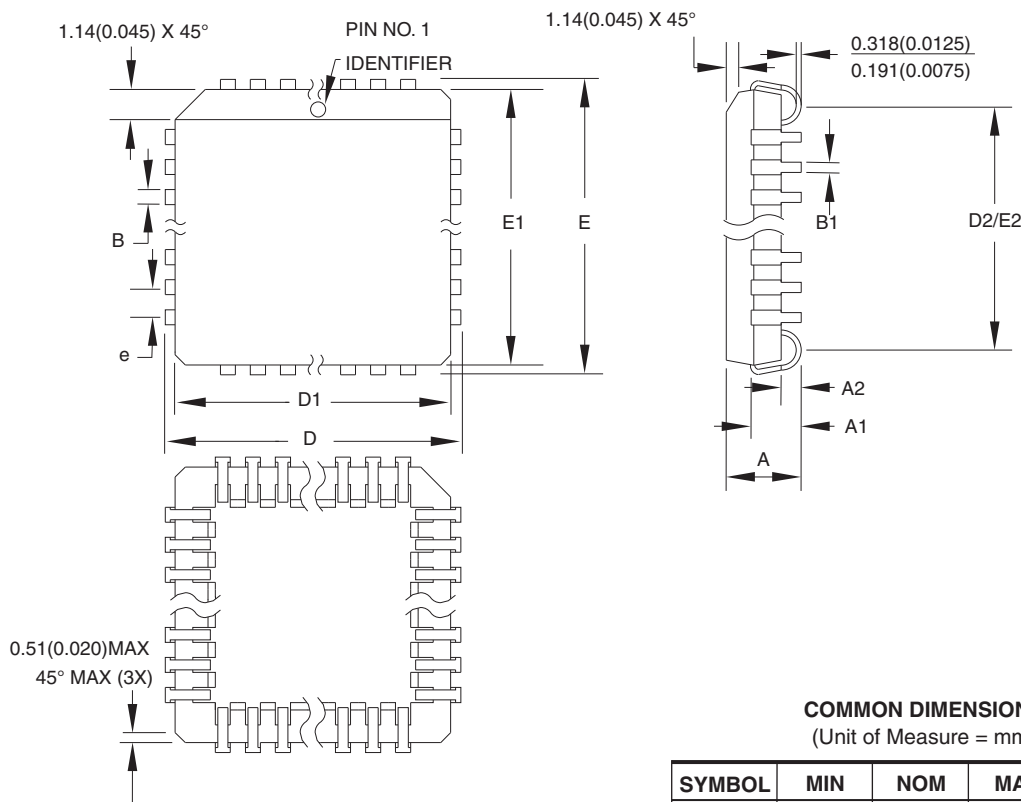 1.14(0.045) X 45°
PIN NO. 1
IDENTIFIER
1.14(0.045) X 45°
0.318(0.0125)
0.191(0.0075)
B
e
E1
E
B1
D2/E2
D1
D
A2
A1
A
0.51(0.020)MAX
45° MAX (3X)
COMMON DIMENSION
(Unit of Measure = mm
SYMBOL MIN NOM MA